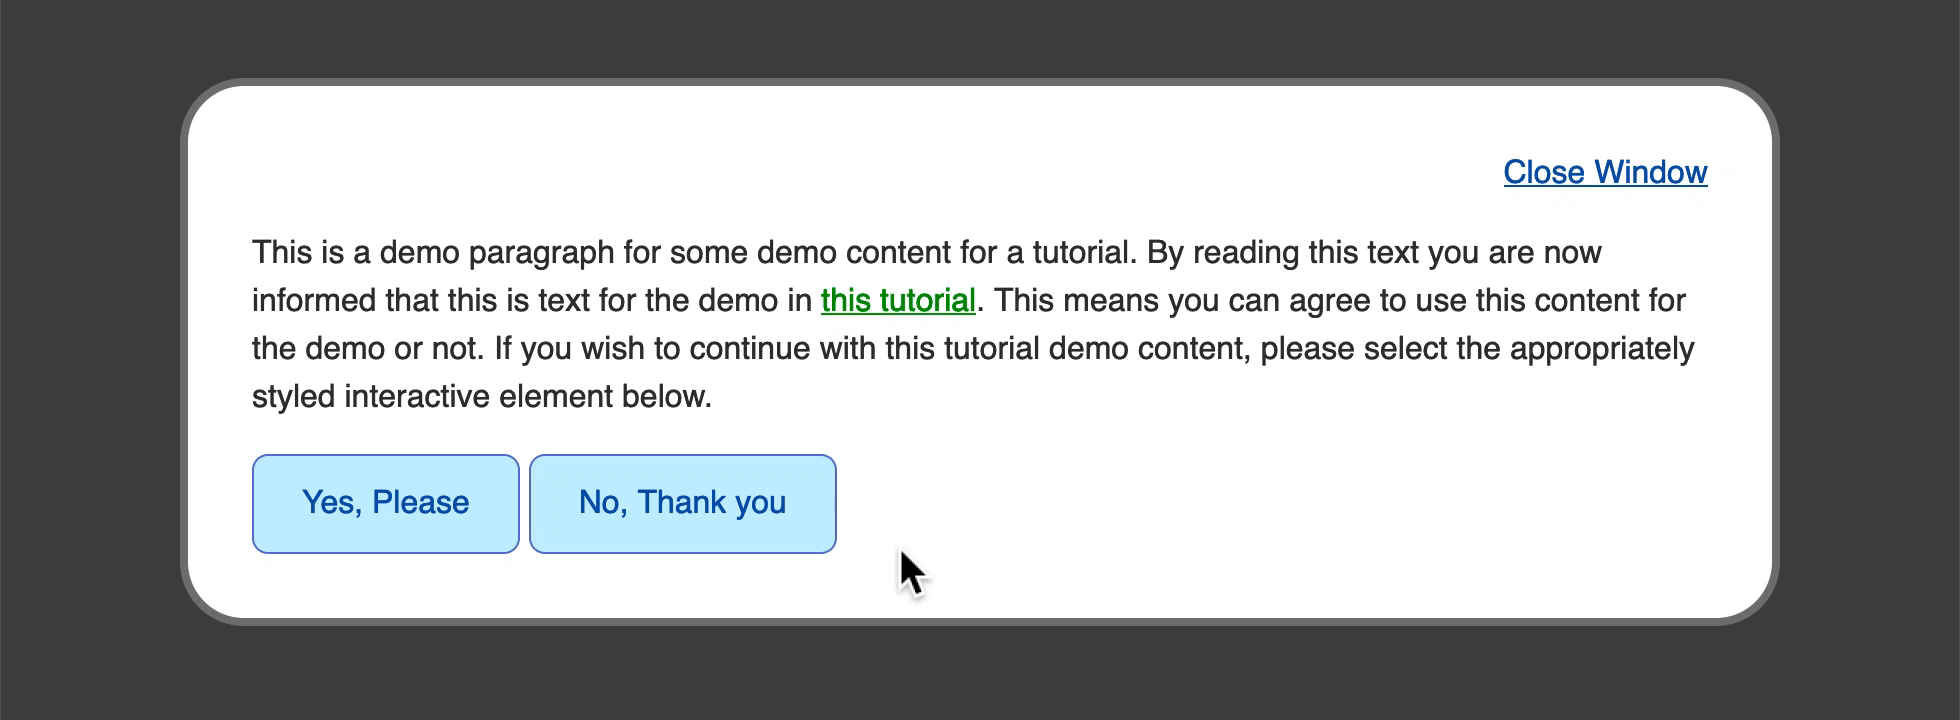 Close Window
This is a demo paragraph for some demo content for a tutorial. By reading this text you are now
informed that this is text for the demo in this tutorial. This means you can agree to use this content for
the demo or not. If you wish to continue with this tutorial demo content, please select the appropriately
styled interactive element below.
Yes, Please
No, Thank you